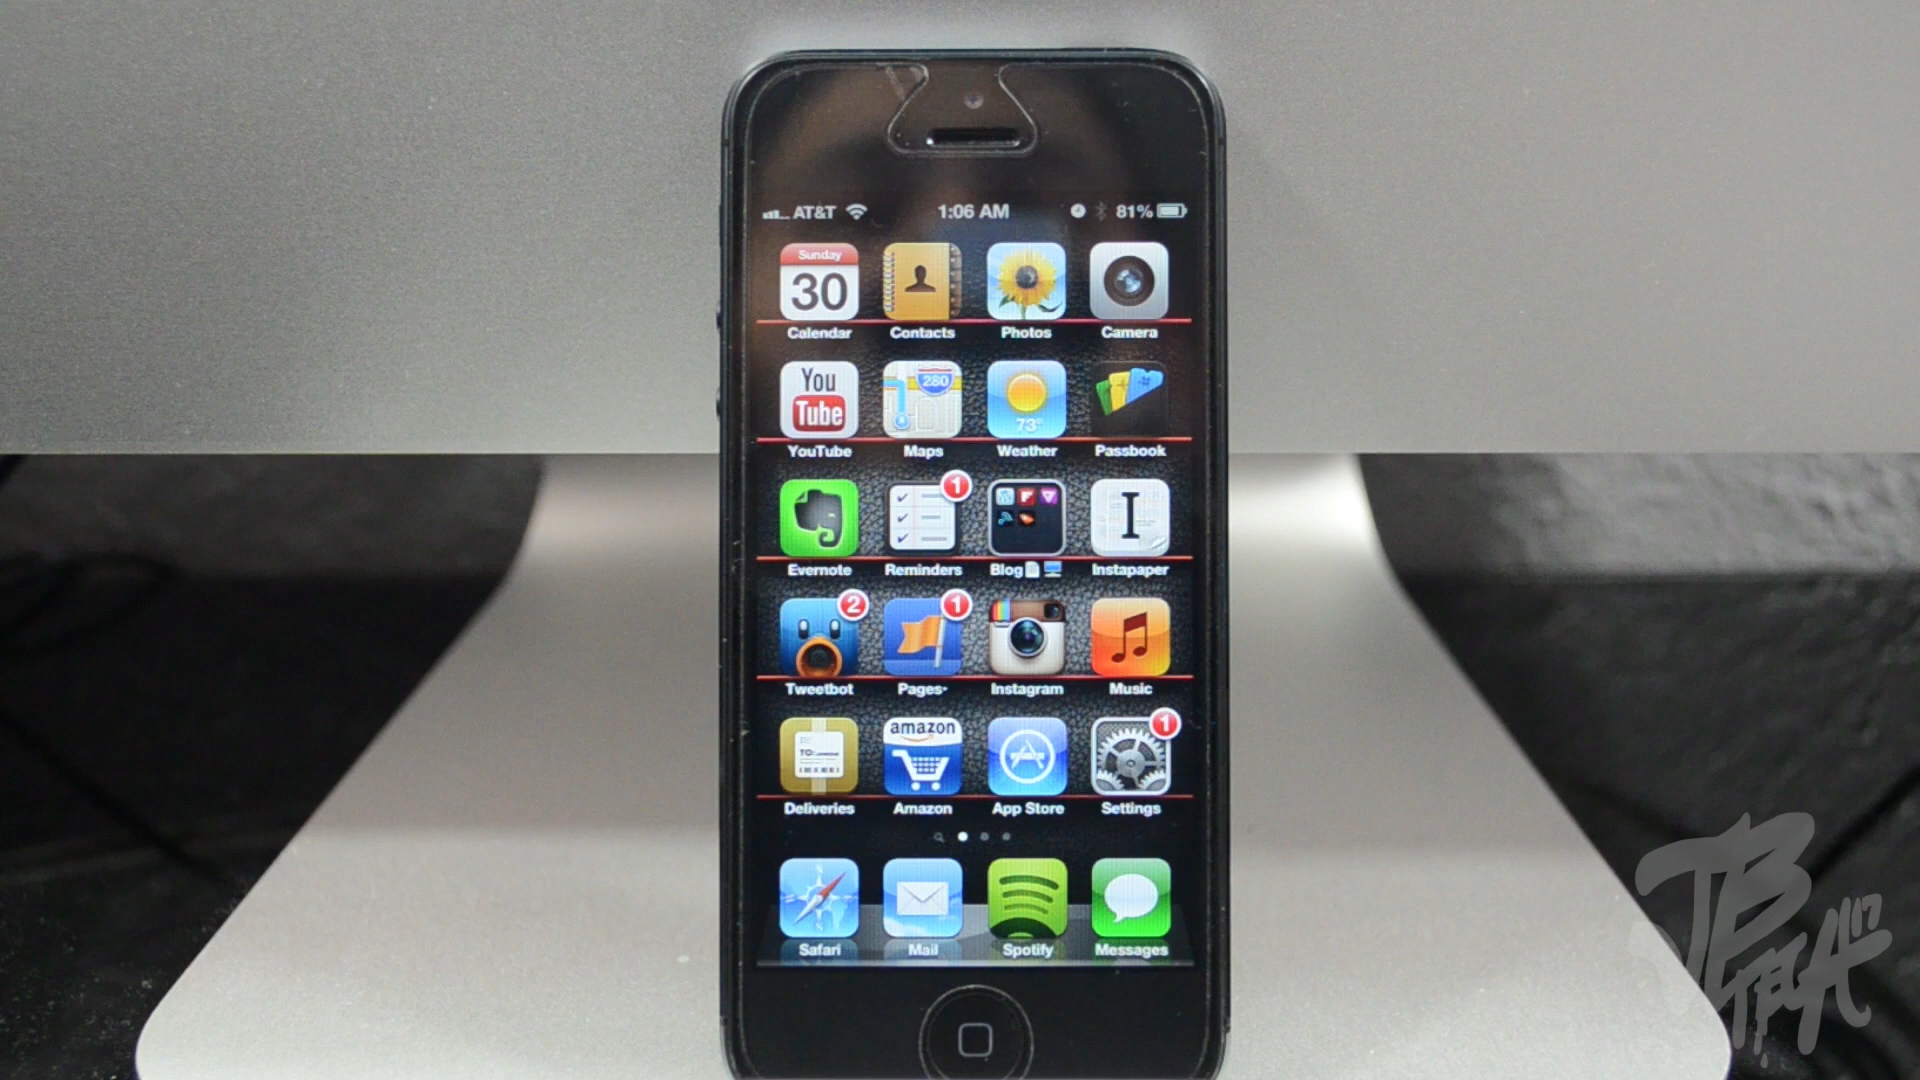 AT&T 1:06 AM 81%
Sunday
30
Calendar Contacts Photos Camera
You
Tube
280
73°
YouTube Maps Weather Passbook
1
I
Evernote Reminders Blog Instapaper
2 1
Tweetbot Pages Instagram Music
amazon
TO:
1
Deliveries Amazon App Store Settings
Safari Mail Spotify Messages